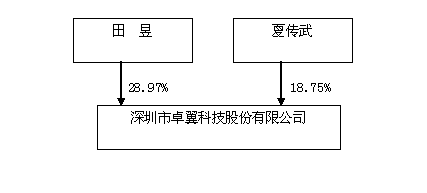 田 昱
夏传武
28.97%
18.75%
深圳市卓翼科技股份有限公司